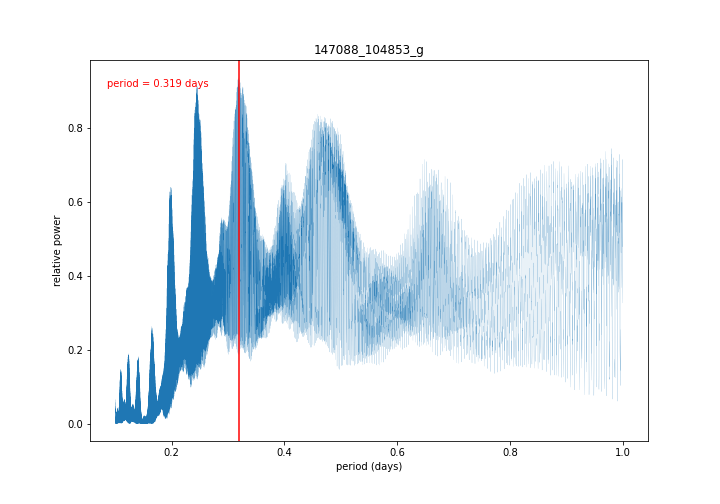 147088_104853_g
period = 0.319 days
relative power
0.8
0.6
0.4
0.2
0.0
0.2 0.4 0.6 0.8 1.0
period (days)